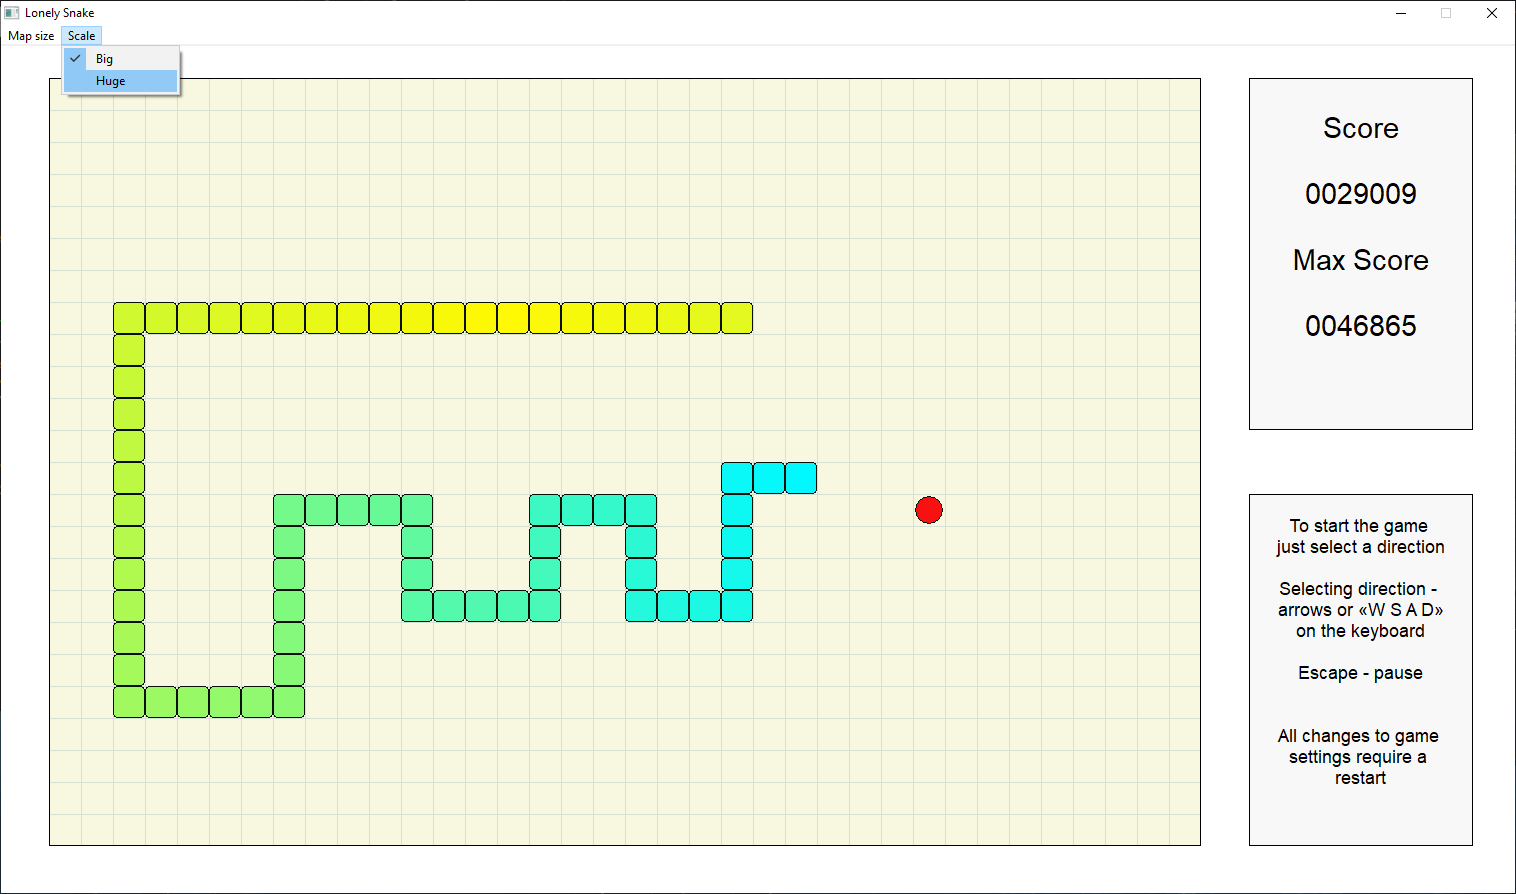 Lonely Snake
Map size Scale
Big
Huge
Score
0029009
Max Score
0046865
To start the game
just select a direction
Selecting direction -
arrows or «W S A D»
on the keyboard
Escape - pause
All changes to game
settings require a
restart